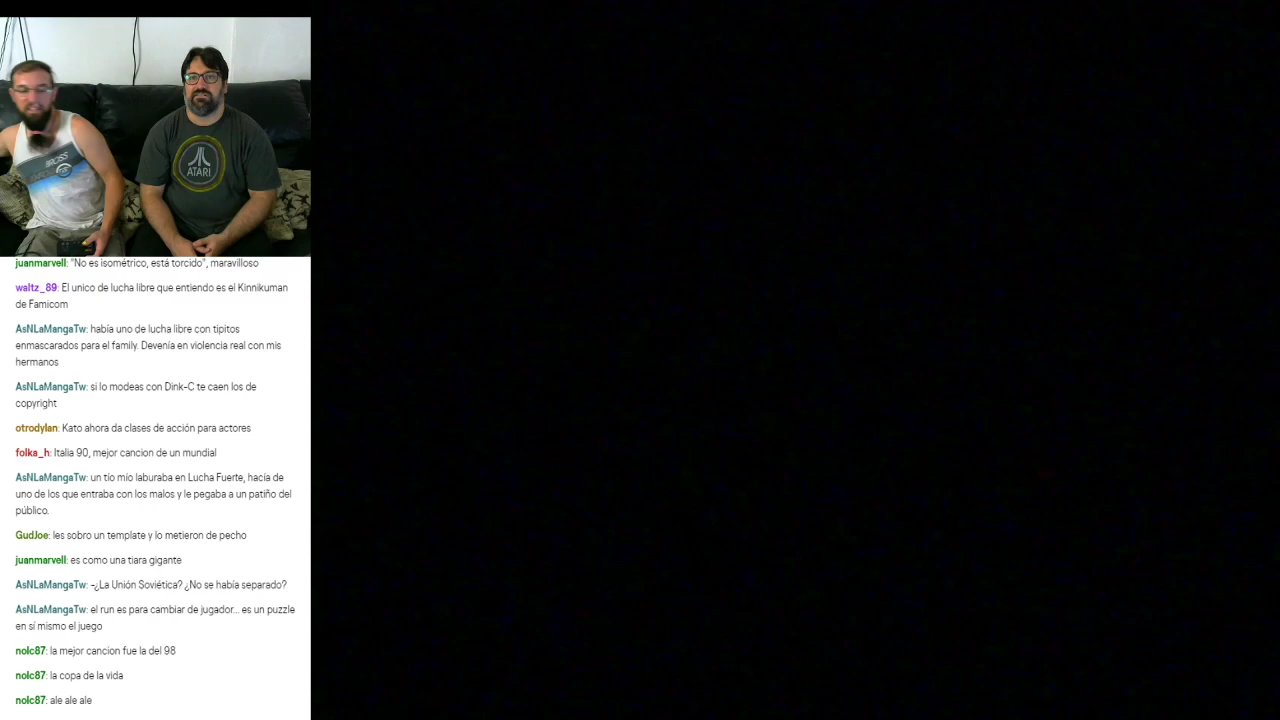 BROSS
ATARI
juanmarvell: "No es isométrico, está torcido", maravilloso
waltz_89: El unico de lucha libre que entiendo es el Kinnikuman
de Famicom
AsNLaMangaTw: había uno de lucha libre con tipitos
enmascarados para el family. Devenía en violencia real con mis
hermanos
AsNLaMangaTw: si lo modeas con Dink-C te caen los de
copyright
otrodylan: Kato ahora da clases de acción para actores
folka_h: Italia 90, mejor cancion de un mundial
AsNLaMangaTw: un tío mío laburaba en Lucha Fuerte, hacía de
uno de los que entraba con los malos y le pegaba a un patiño del
público.
GudJoe: les sobro un template y lo metieron de pecho
juanmarvell: es como una tiara gigante
AsNLaMangaTw: -¿La Unión Soviética? ¿No se había separado?
AsNLaMangaTw: el run es para cambiar de jugador... es un puzzle
en sí mismo el juego
nolc87: la mejor cancion fue la del 98
nolc87: la copa de la vida
nolc87: ale ale ale